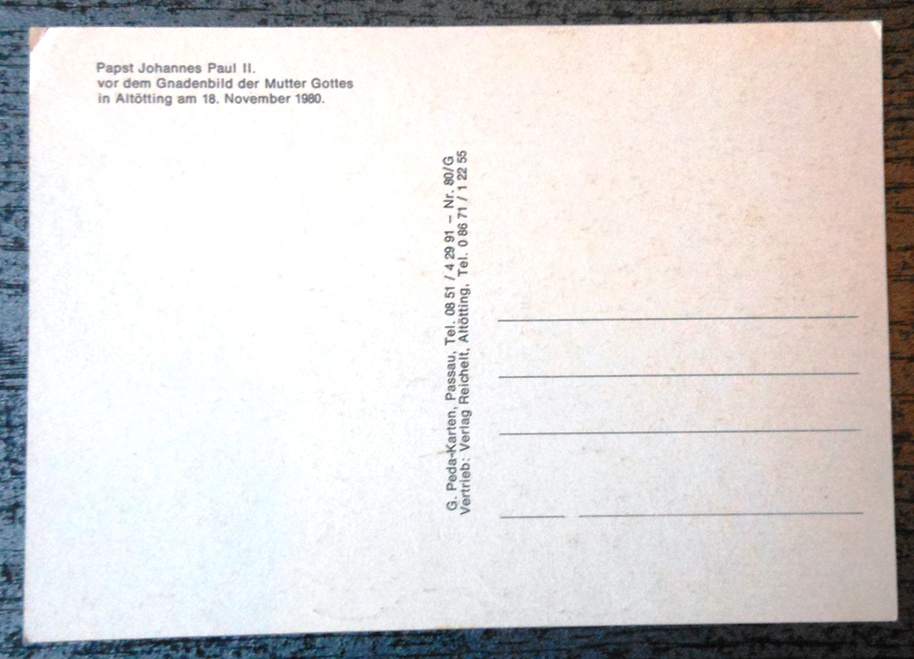 Papst Johannes Paul II.
vor dem Gnadenbild der Mutter Gottes
in Altötting am 18. November 1980.
G. Peda-Karten, Passau, Tel. 08 51 / 4 29 91 – Nr. 80/G
Vertrieb: Verlag Reichelt, Altötting, Tel. 0 86 71 / 1 22 55